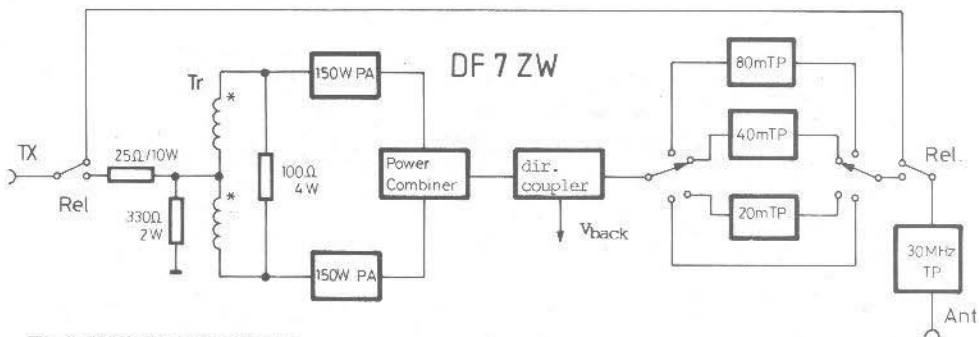 DF 7 ZW
80mTP
150W PA
Tr
*
40mTP
TX
25Ω/10W
Rel.
100Ω
4W
Power
Combiner
dir.
coupler
Rel
330Ω
2W
*
20mTP
Vback
30MHz
TP
150W PA
Ant